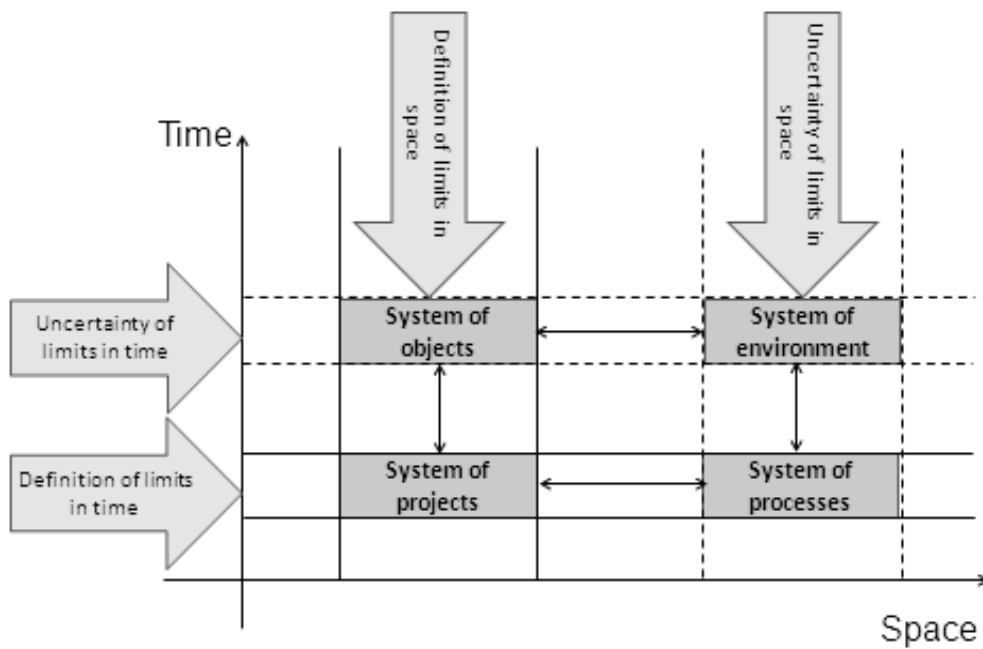 Definition of limits in
space
Uncertainty of limits in
space
Time
Uncertainty of
limits in time
System of
objects
System of
environment
Definition of limits
in time
System of
projects
System of
processes
Space